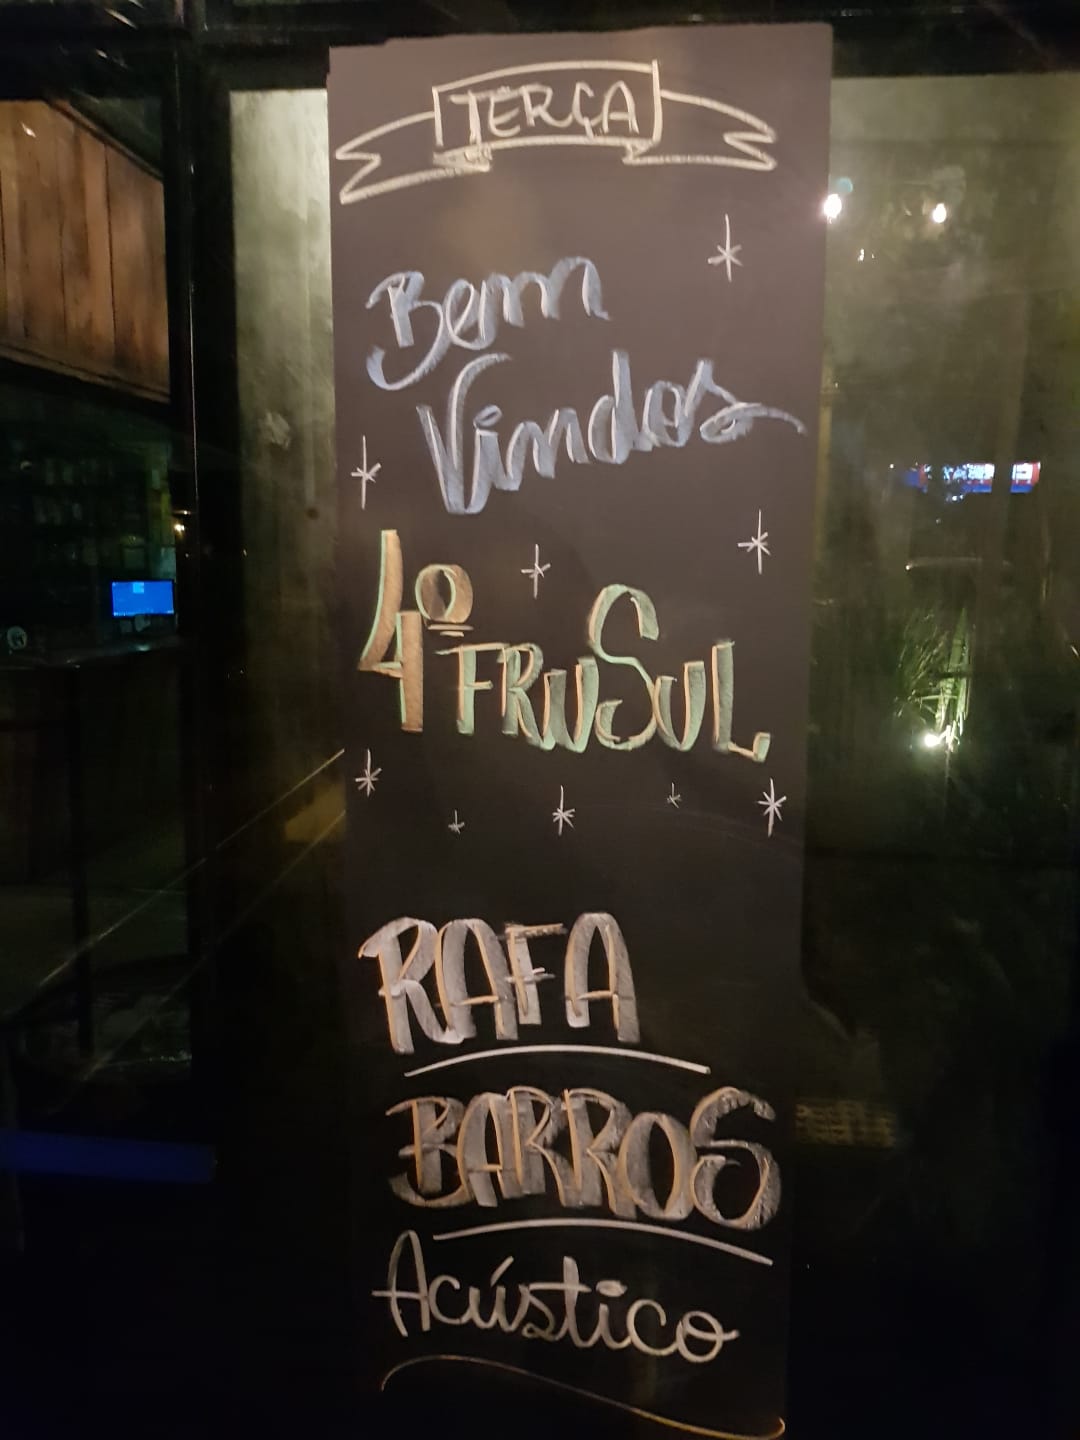 TERÇA
Bem
Vindos
4º FRUSUL
RAFA
BARROS
Acústico